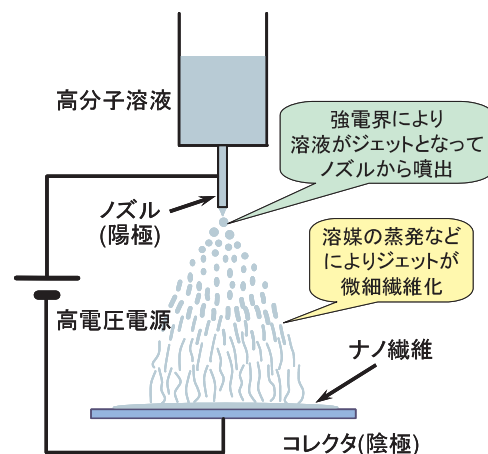 高分子溶液
強電界により
溶液がジェットとなって
ノズルから噴出
ノズル
(陽極)
溶媒の蒸発など
によりジェットが
微細繊維化
高電圧電源
ナノ繊維
コレクタ(陰極)